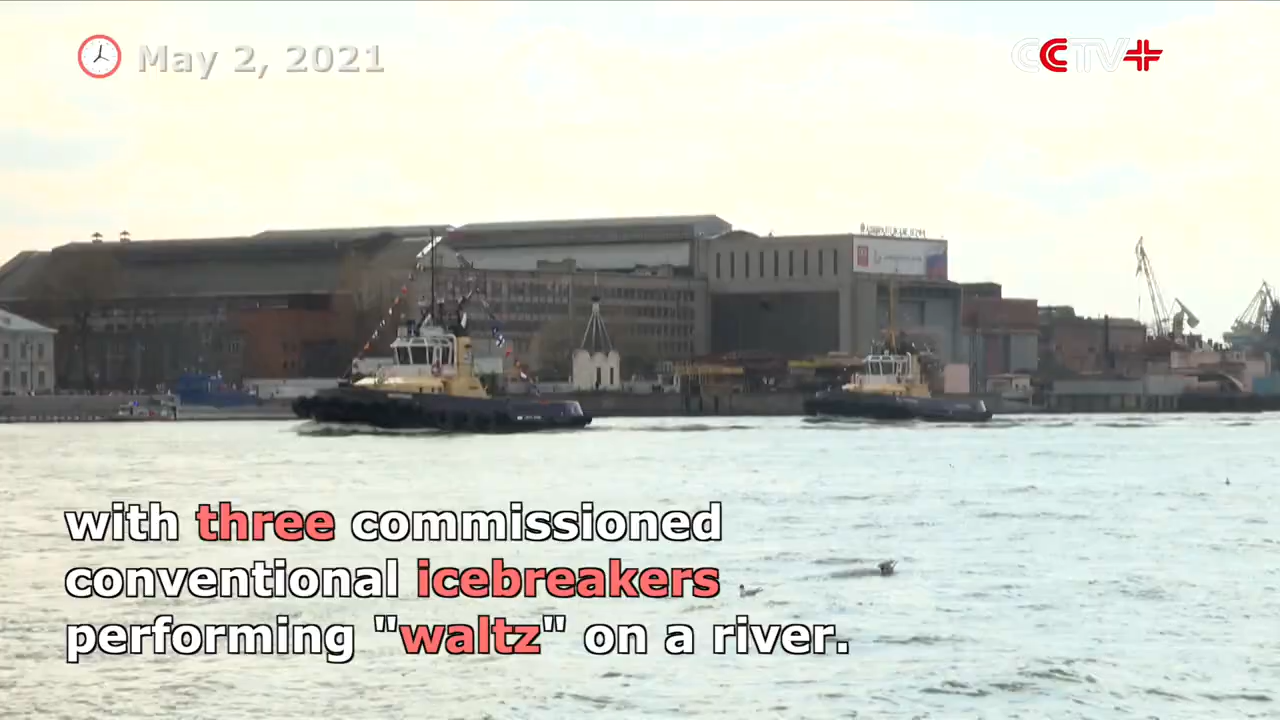 May 2, 2021
CCTV+
with three commissioned
conventional icebreakers
performing "waltz" on a river.